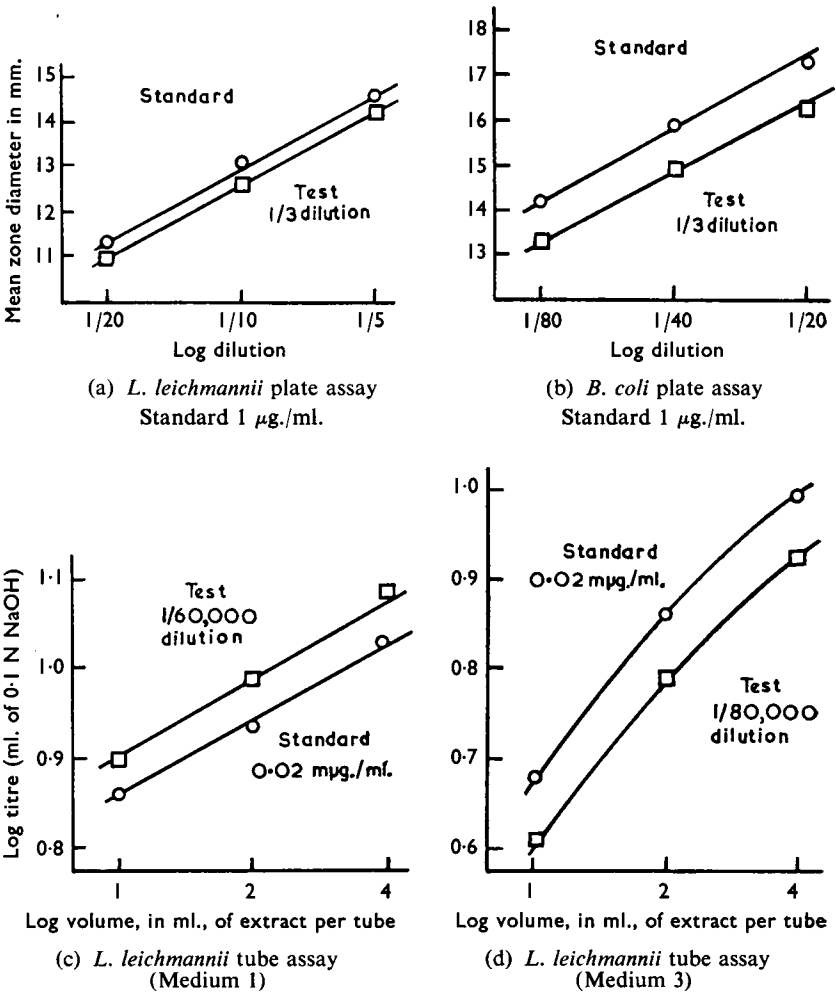 Mean zone diameter in mm.
15
14
13
12
11
Standard
Test
1/3 dilution
1/20
1/10
1/5
Log dilution
(a) L. leichmannii plate assay
Standard 1 μg./ml.
18
17
16
15
14
13
Standard
Test
1/3 dilution
1/80
1/40
1/20
Log dilution
(b) B. coli plate assay
Standard 1 μg./ml.
Log titre (ml. of 0·1 N NaOH)
1·1
1·0
0·9
0·8
Test
1/60,000
dilution
Standard
0·02 mμg./ml.
1
2
4
Log volume, in ml., of extract per tube
(c) L. leichmannii tube assay
(Medium 1)
1·0
0·9
0·8
0·7
0·6
Standard
0·02 mμg./ml.
Test
1/80,000
dilution
1
2
4
Log volume, in ml., of extract per tube
(d) L. leichmannii tube assay
(Medium 3)